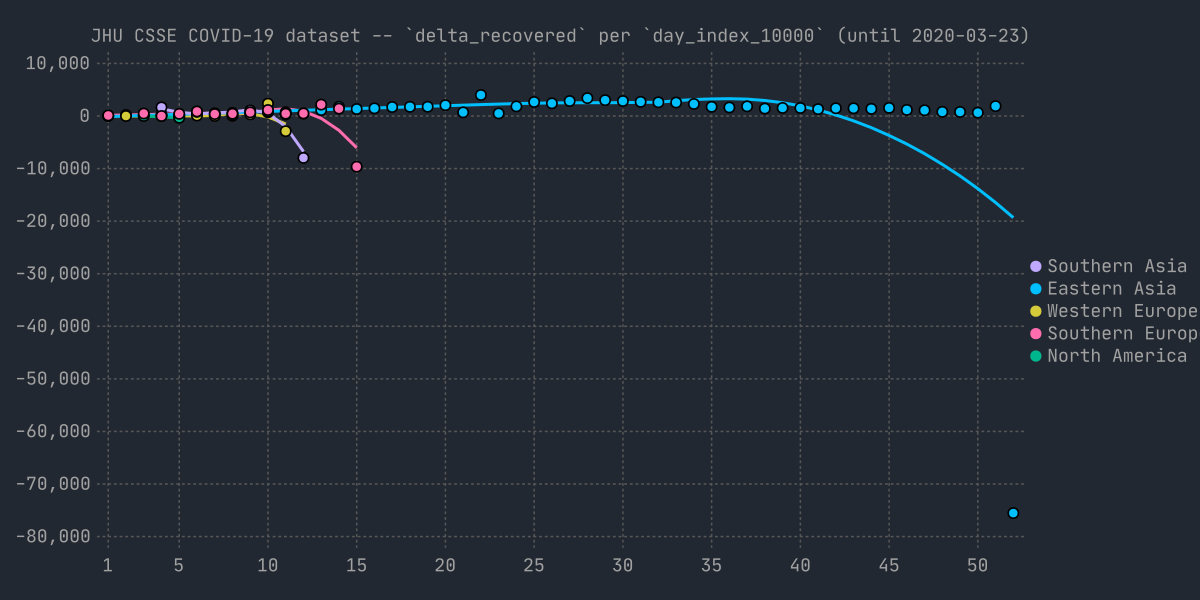 JHU CSSE COVID-19 dataset -- `delta_recovered` per `day_index_10000` (until 2020-03-23)
10,000
0
-10,000
-20,000
-30,000
-40,000
-50,000
-60,000
-70,000
-80,000
1 5 10 15 20 25 30 35 40 45 50
Southern Asia
Eastern Asia
Western Europe
Southern Europ
North America